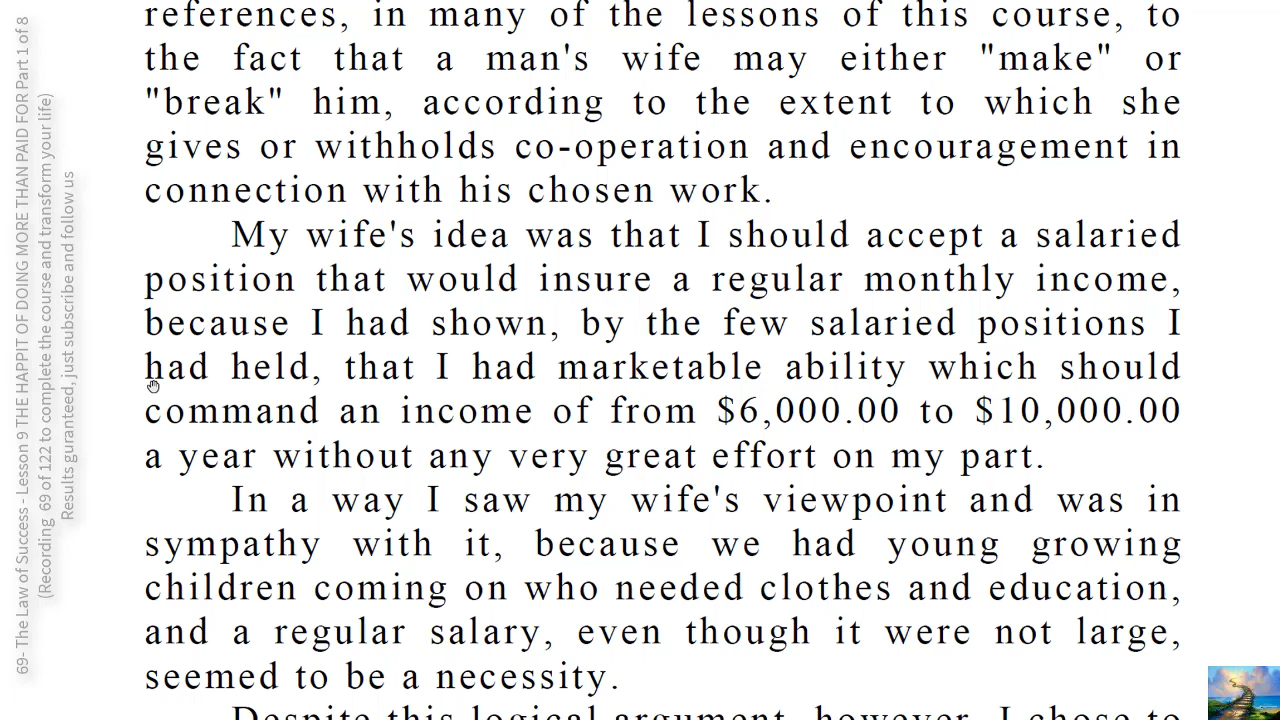 references, in many of the lessons of this course, to
the fact that a man's wife may either "make" or
"break" him, according to the extent to which she
gives or withholds co-operation and encouragement in
connection with his chosen work.
My wife's idea was that I should accept a salaried
position that would insure a regular monthly income,
because I had shown, by the few salaried positions I
had held, that I had marketable ability which should
command an income of from $6,000.00 to $10,000.00
a year without any very great effort on my part.
In a way I saw my wife's viewpoint and was in
sympathy with it, because we had young growing
children coming on who needed clothes and education,
and a regular salary, even though it were not large,
seemed to be a necessity.
Despite this logical argument, however, I chose to
69- The Law of Success - Lesson 9 THE HAPPIT OF DOING MORE THAN PAID FOR Part 1 of 8
(Recording 69 of 122 to complete the course and transform your life)
Results guranteed, just subscribe and follow us